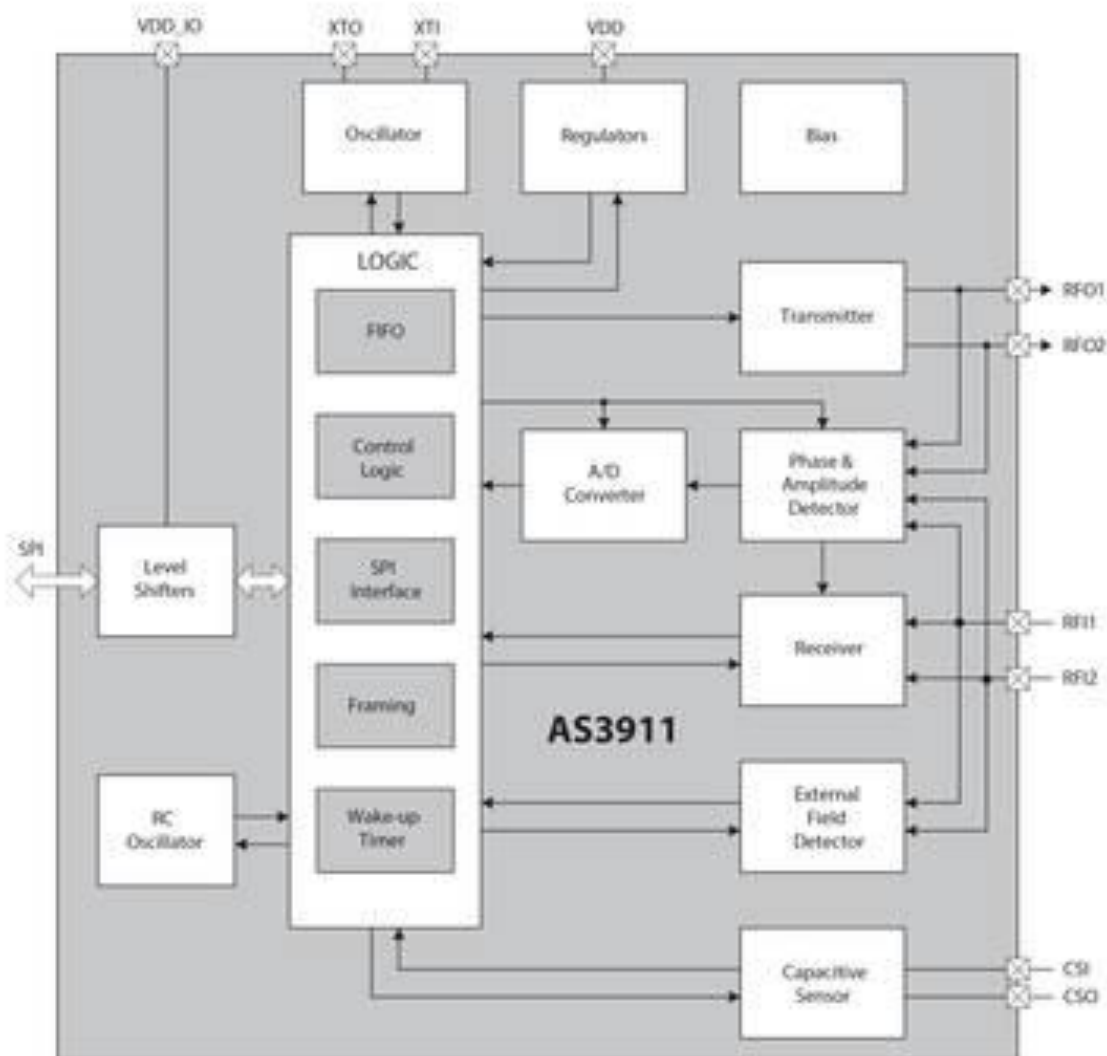 VDD_IO
XTO
XTI
VDD
Oscillator
Regulators
Bias
LOGIC
FIFO
Transmitter
RFO1
RFO2
Control
Logic
A/D
Converter
Phase &
Amplitude
Detector
SPI
Level
Shifters
SPI
Interface
Receiver
RFI1
RFI2
Framing
AS3911
RC
Oscillator
Wake-up
Timer
External
Field
Detector
Capacitive
Sensor
CSI
CSO